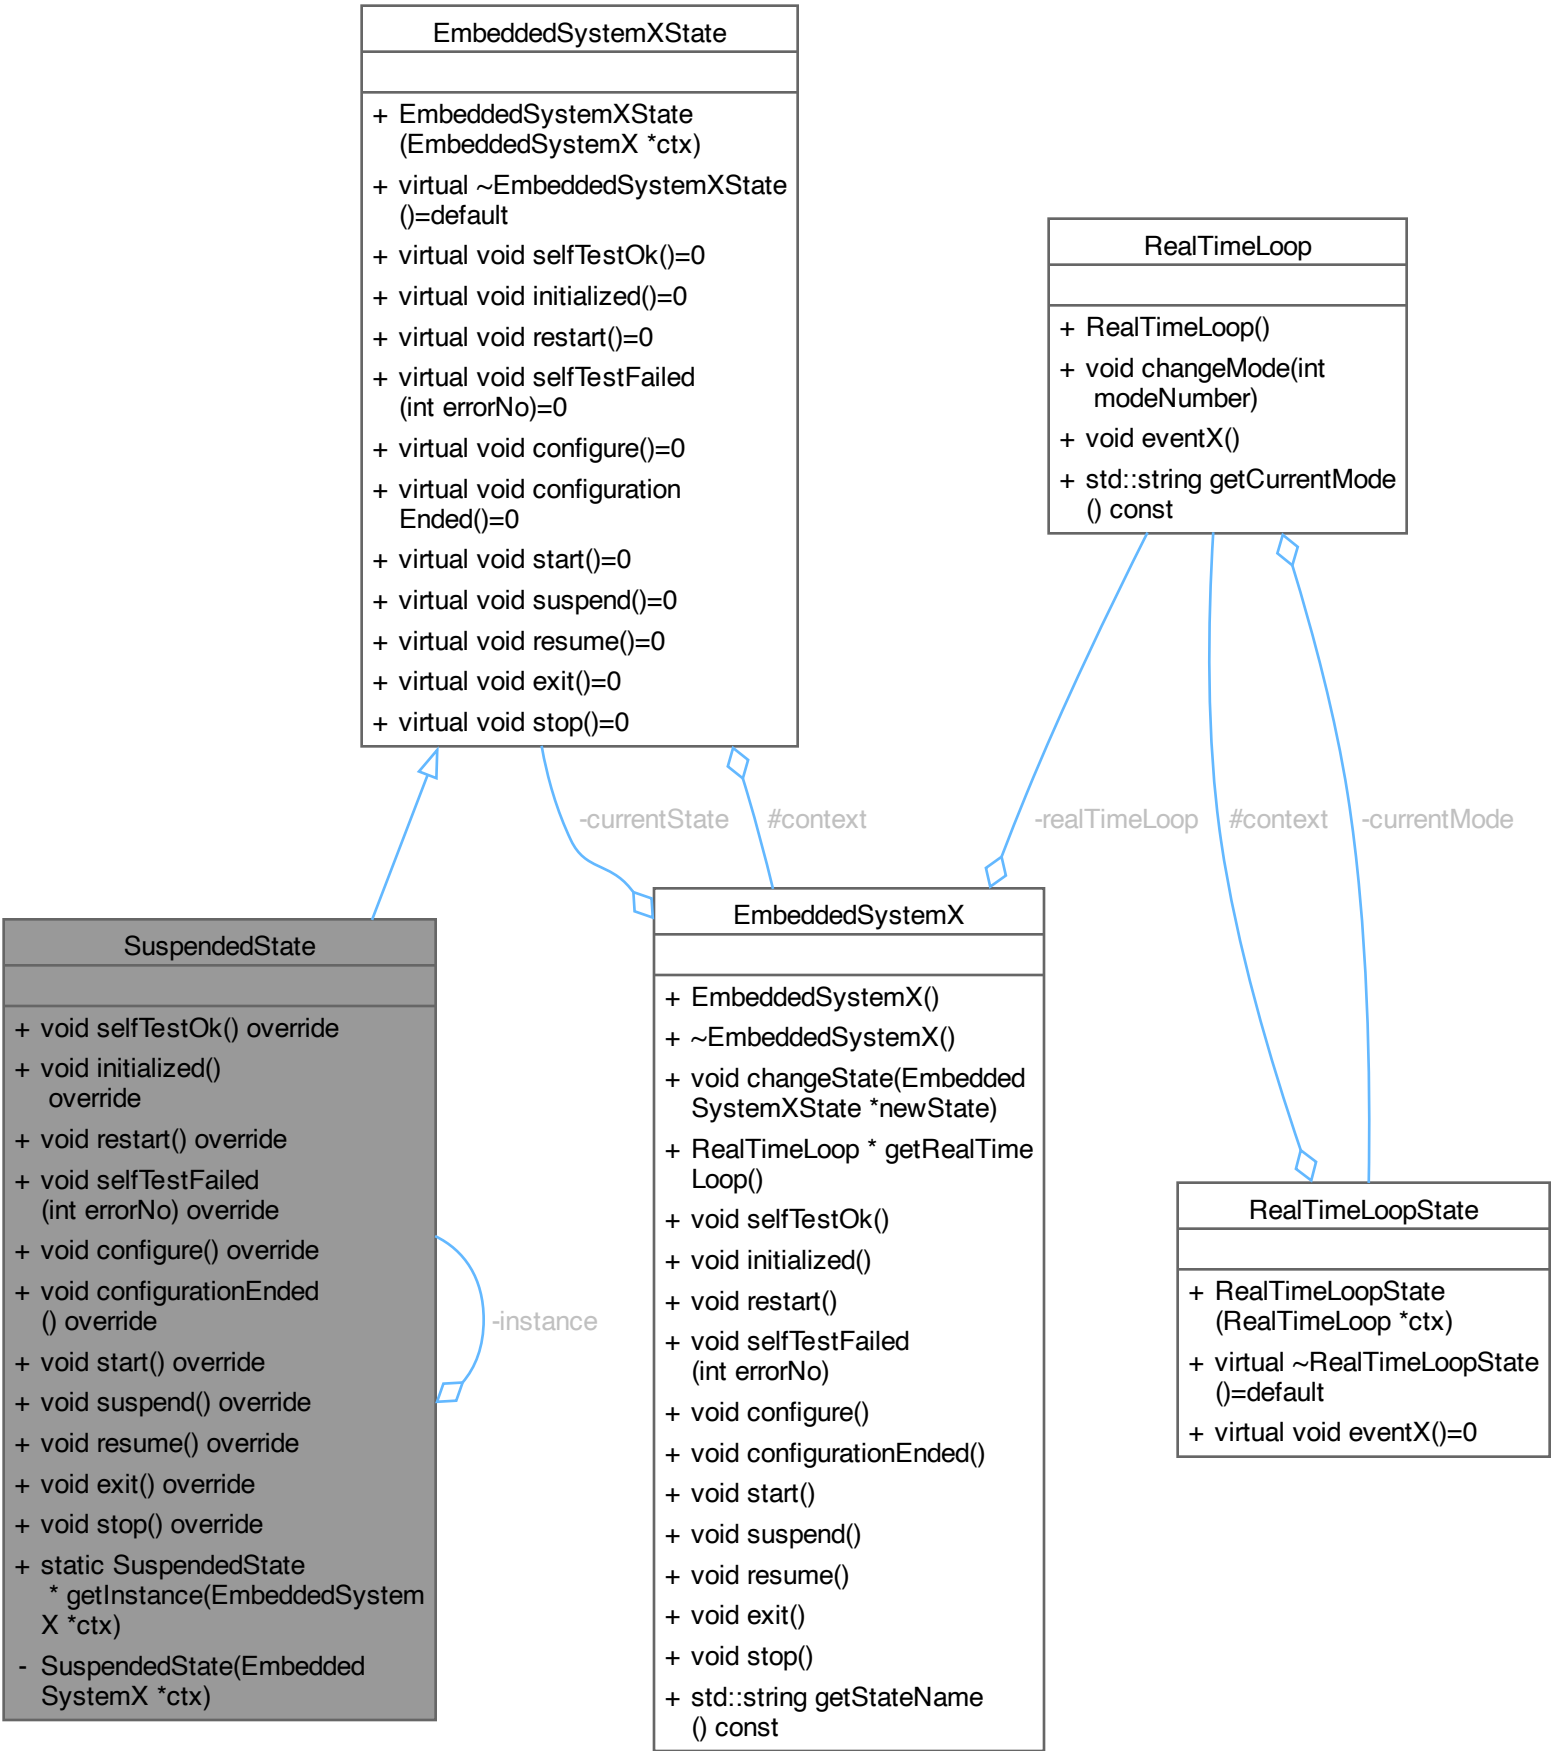 EmbeddedSystemXState
+ EmbeddedSystemXState
(EmbeddedSystemX *ctx)
+ virtual ~EmbeddedSystemXState
()=default
+ virtual void selfTestOk()=0
+ virtual void initialized()=0
+ virtual void restart()=0
+ virtual void selfTestFailed
(int errorNo)=0
+ virtual void configure()=0
+ virtual void configuration
Ended()=0
+ virtual void start()=0
+ virtual void suspend()=0
+ virtual void resume()=0
+ virtual void exit()=0
+ virtual void stop()=0
RealTimeLoop
+ RealTimeLoop()
+ void changeMode(int
modeNumber)
+ void eventX()
+ std::string getCurrentMode
() const
-currentState
#context
-realTimeLoop
#context
-currentMode
SuspendedState
+ void selfTestOk() override
+ void initialized()
override
+ void restart() override
+ void selfTestFailed
(int errorNo) override
+ void configure() override
+ void configurationEnded
() override
+ void start() override
+ void suspend() override
+ void resume() override
+ void exit() override
+ void stop() override
+ static SuspendedState
* getInstance(EmbeddedSystem
X *ctx)
- SuspendedState(Embedded
SystemX *ctx)
-instance
EmbeddedSystemX
+ EmbeddedSystemX()
+ ~EmbeddedSystemX()
+ void changeState(Embedded
SystemXState *newState)
+ RealTimeLoop * getRealTime
Loop()
+ void selfTestOk()
+ void initialized()
+ void restart()
+ void selfTestFailed
(int errorNo)
+ void configure()
+ void configurationEnded()
+ void start()
+ void suspend()
+ void resume()
+ void exit()
+ void stop()
+ std::string getStateName
() const
RealTimeLoopState
+ RealTimeLoopState
(RealTimeLoop *ctx)
+ virtual ~RealTimeLoopState
()=default
+ virtual void eventX()=0